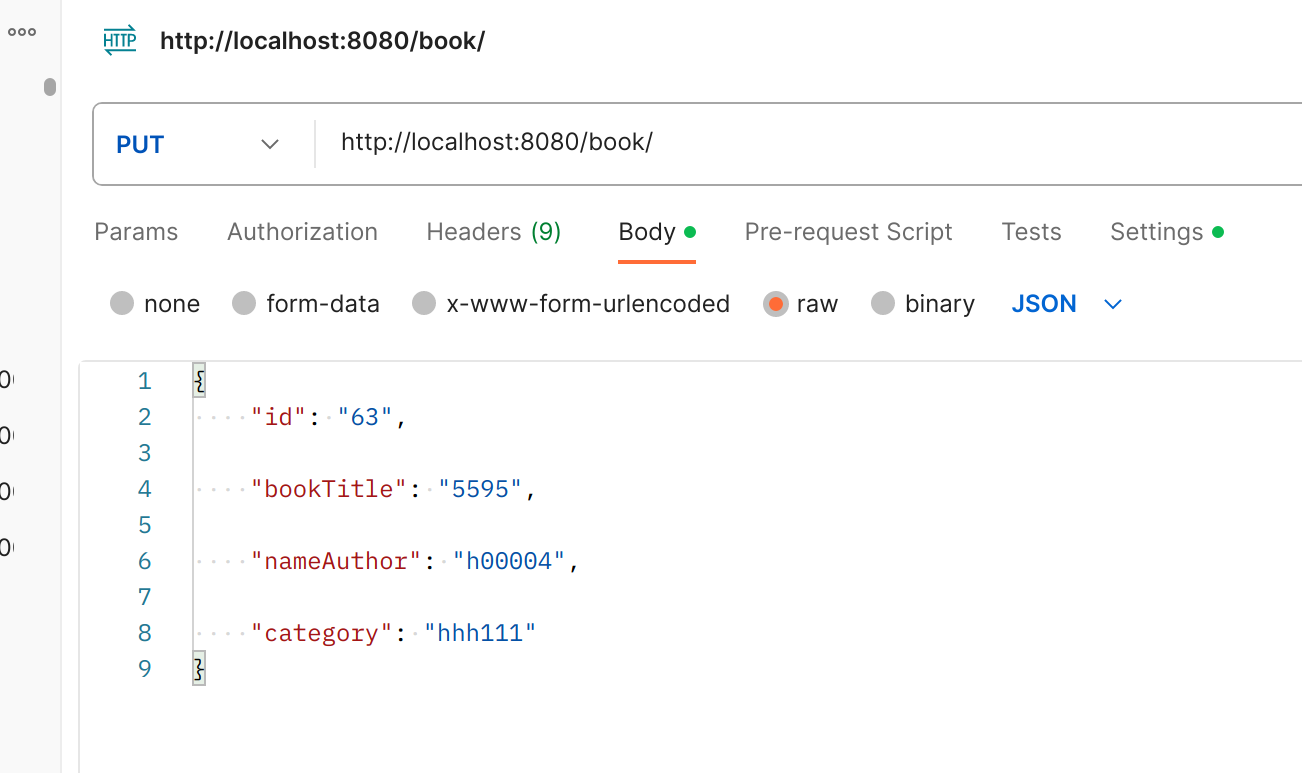 HTTP http://localhost:8080/book/
PUT http://localhost:8080/book/
Params Authorization Headers (9) Body Pre-request Script Tests Settings
none form-data x-www-form-urlencoded raw binary JSON
1 {
2 "id": "63",
3
4 "bookTitle": "5595",
5
6 "nameAuthor": "h00004",
7
8 "category": "hhh111"
9 }